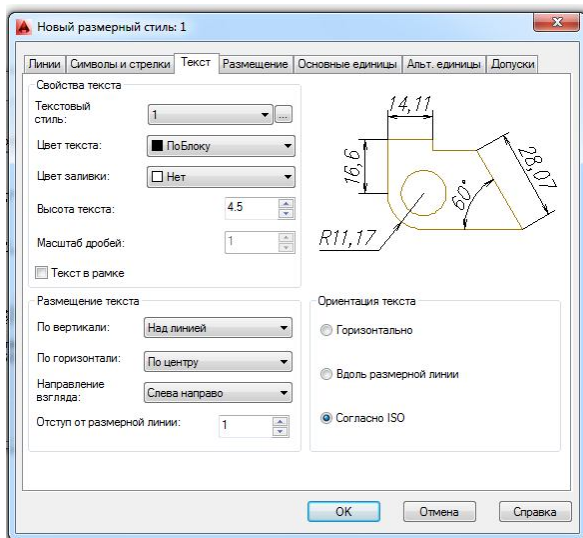 Новый размерный стиль: 1
Линии Символы и стрелки Текст Размещение Основные единицы Альт. единицы Допуски
Свойства текста
Текстовый
стиль:
1
...
Цвет текста:
ПоБлоку
Цвет заливки:
Нет
Высота текста:
4.5
Масштаб дробей:
1
Текст в рамке
14,11
16,6
28,07
60°
R11,17
Размещение текста
По вертикали:
Над линией
По горизонтали:
По центру
Направление
взгляда:
Слева направо
Отступ от размерной линии:
1
Ориентация текста
Горизонтально
Вдоль размерной линии
Согласно ISO
OK Отмена Справка